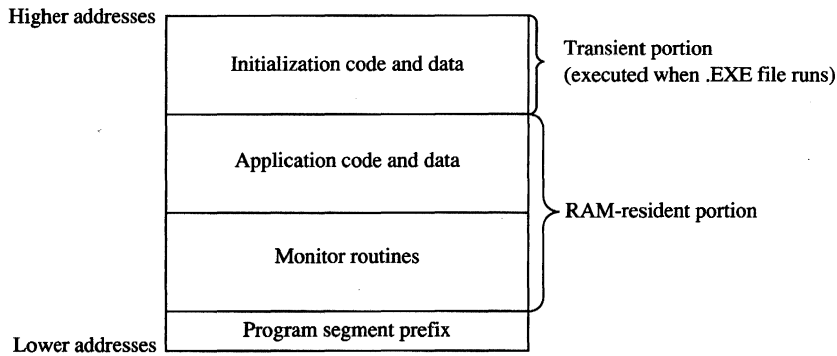 Higher addresses
Initialization code and data
Transient portion
(executed when .EXE file runs)
Application code and data
RAM-resident portion
Monitor routines
Program segment prefix
Lower addresses